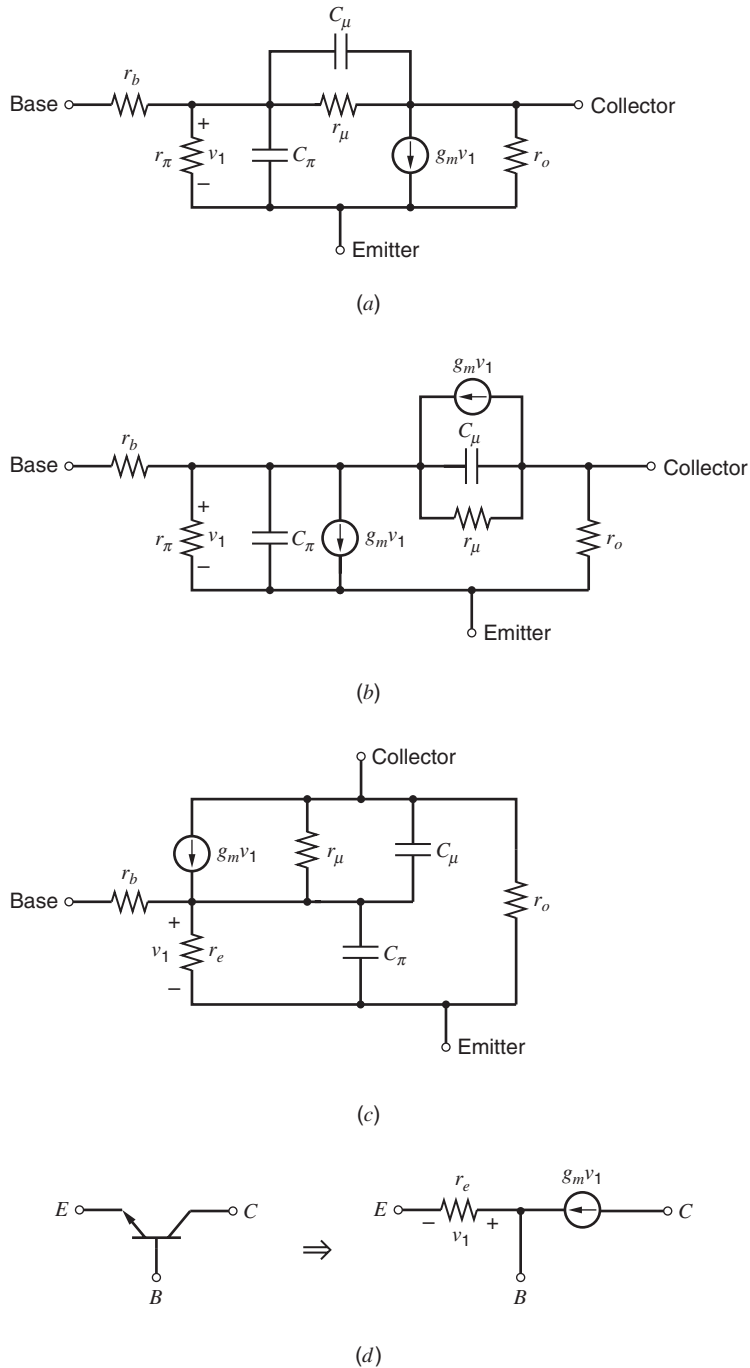 C_μ
r_b
Base
Collector
+
r_π v_1
−
C_π
r_μ
g_m v_1
r_o
Emitter
(a)
g_m v_1
C_μ
r_b
Base
Collector
+
r_π v_1
−
C_π
g_m v_1
r_μ
r_o
Emitter
(b)
Collector
g_m v_1
r_μ
C_μ
r_b
Base
r_o
+
v_1 r_e
−
C_π
Emitter
(c)
E
C
B
⇒
r_e
g_m v_1
E
− +
v_1
C
B
(d)